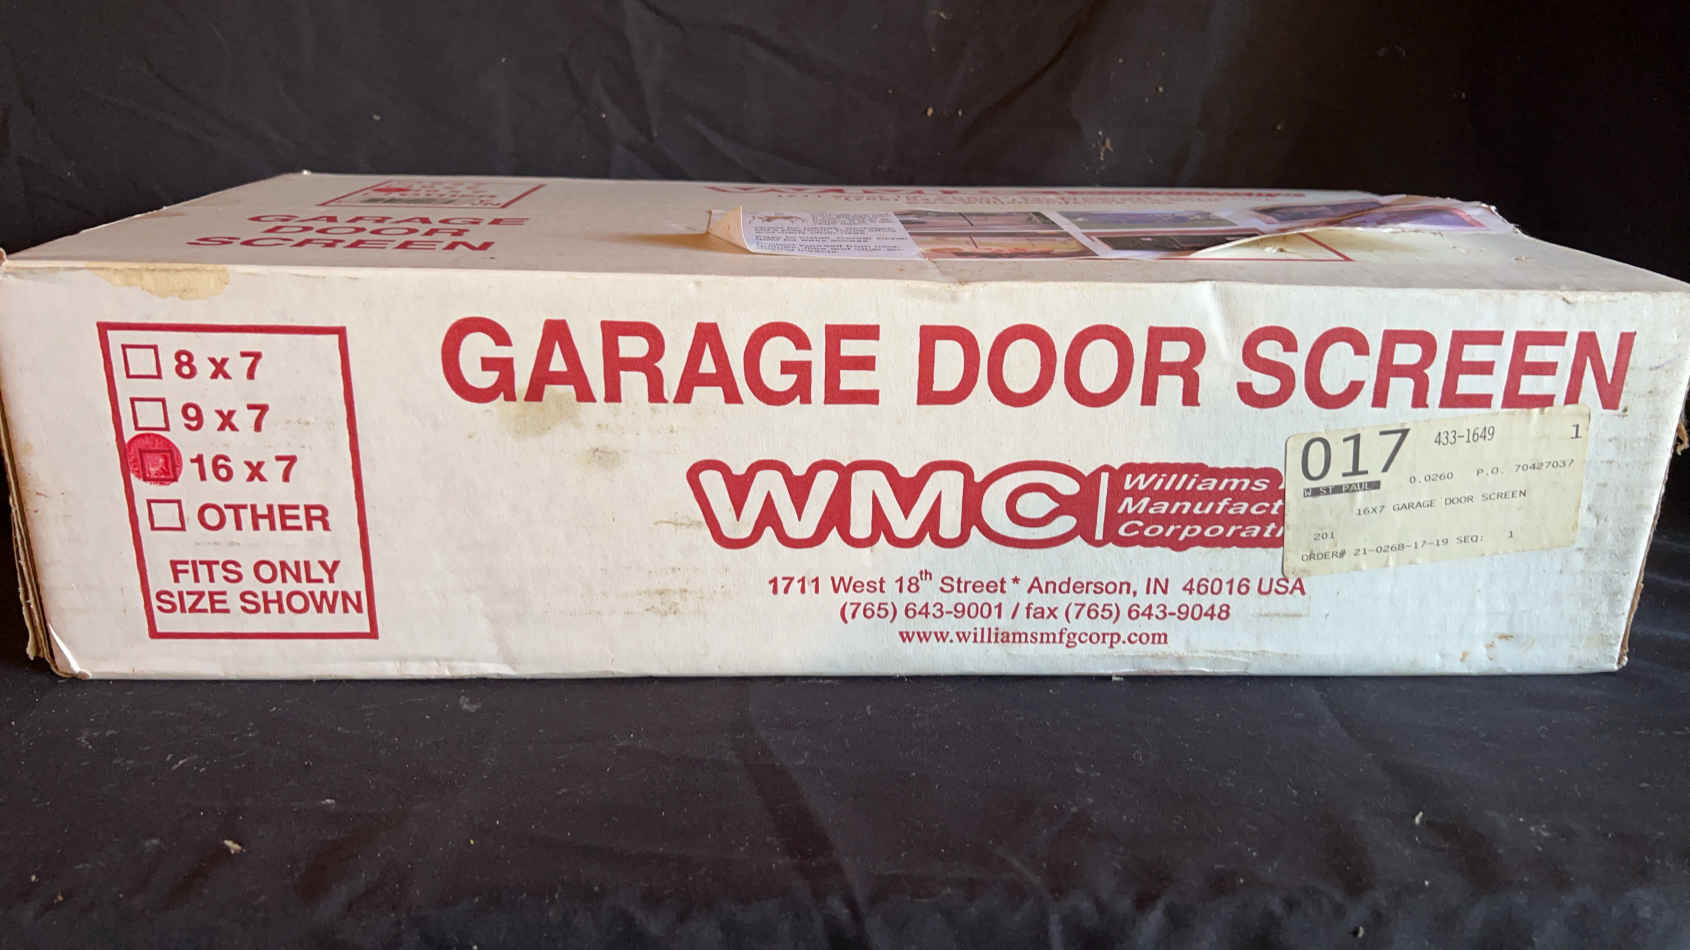 GARAGE
DOOR
SCREEN
8 x 7
9 x 7
16 x 7
OTHER
FITS ONLY
SIZE SHOWN
GARAGE DOOR SCREEN
WMC Williams
Manufact
Corporati
1711 West 18th Street * Anderson, IN 46016 USA
(765) 643-9001 / fax (765) 643-9048
www.williamsmfgcorp.com
017 433-1649 1
W ST PAUL 0.0260 P.O. 70427037
16X7 GARAGE DOOR SCREEN
201
ORDER# 21-0268-17-19 SEQ: 1